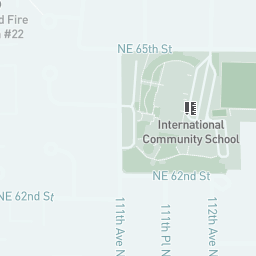 d Fire
#22
NE 65th St
International
Community School
NE 62nd St
NE 62nd St
111th Ave N
111th Pl N
112th Ave N